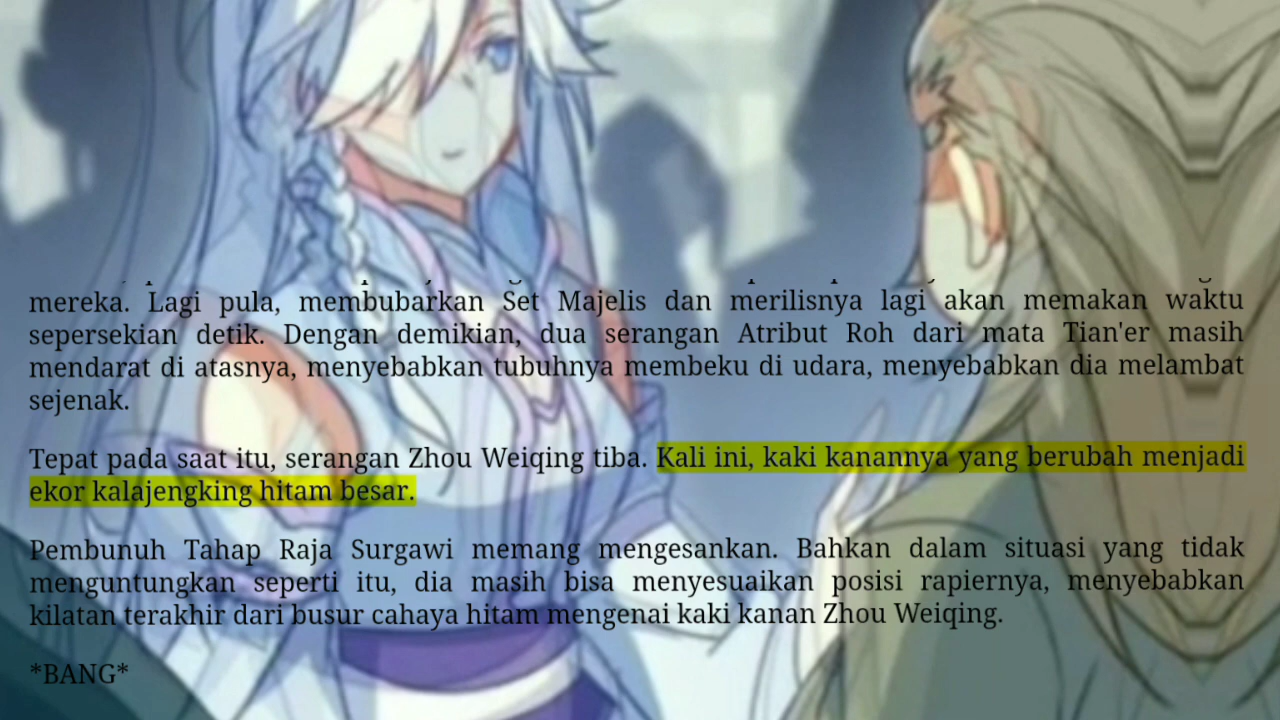 mereka. Lagi pula, membubarkan Set Majelis dan merilisnya lagi akan memakan waktu
sepersekian detik. Dengan demikian, dua serangan Atribut Roh dari mata Tian'er masih
mendarat di atasnya, menyebabkan tubuhnya membeku di udara, menyebabkan dia melambat
sejenak.
Tepat pada saat itu, serangan Zhou Weiqing tiba. Kali ini, kaki kanannya yang berubah menjadi
ekor kalajengking hitam besar.
Pembunuh Tahap Raja Surgawi memang mengesankan. Bahkan dalam situasi yang tidak
menguntungkan seperti itu, dia masih bisa menyesuaikan posisi rapiernya, menyebabkan
kilatan terakhir dari busur cahaya hitam mengenai kaki kanan Zhou Weiqing.
*BANG*